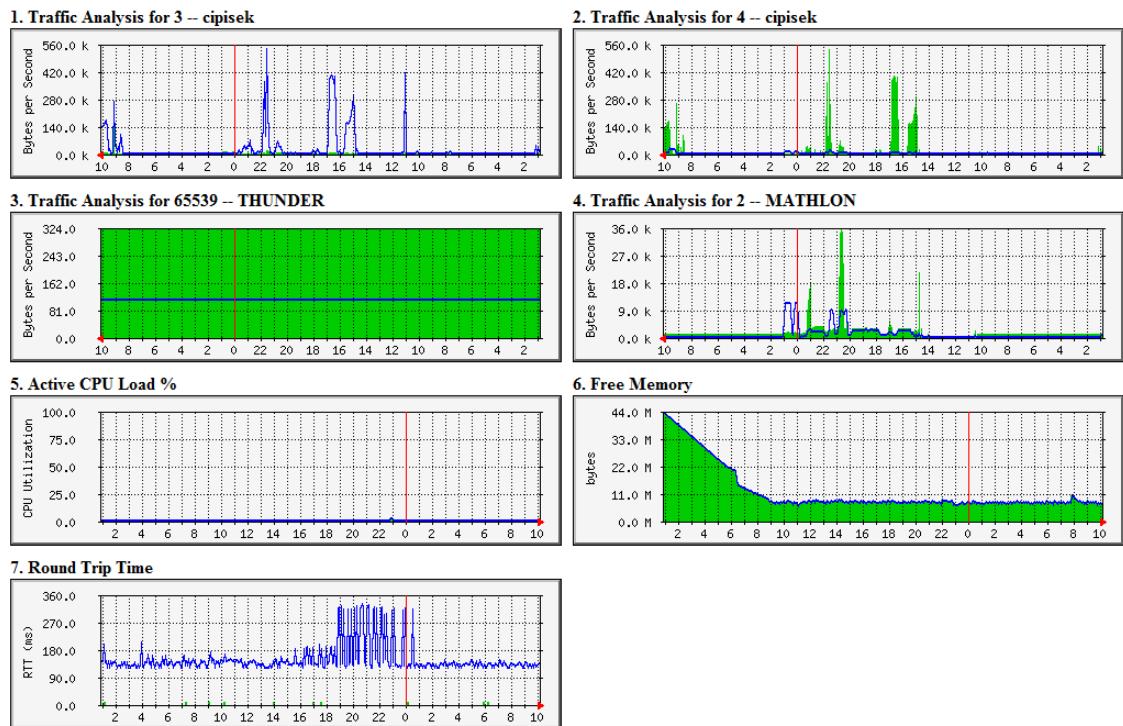 1. Traffic Analysis for 3 -- cipisek
Bytes per Second
560.0 k
420.0 k
280.0 k
140.0 k
0.0 k
10 8 6 4 2 0 22 20 18 16 14 12 10 8 6 4 2
2. Traffic Analysis for 4 -- cipisek
Bytes per Second
560.0 k
420.0 k
280.0 k
140.0 k
0.0 k
10 8 6 4 2 0 22 20 18 16 14 12 10 8 6 4 2
3. Traffic Analysis for 65539 -- THUNDER
Bytes per Second
324.0
243.0
162.0
81.0
0.0
10 8 6 4 2 0 22 20 18 16 14 12 10 8 6 4 2
4. Traffic Analysis for 2 -- MATHLON
Bytes per Second
36.0 k
27.0 k
18.0 k
9.0 k
0.0 k
10 8 6 4 2 0 22 20 18 16 14 12 10 8 6 4 2
5. Active CPU Load %
CPU Utilization
100.0
75.0
50.0
25.0
0.0
2 4 6 8 10 12 14 16 18 20 22 0 2 4 6 8 10
6. Free Memory
bytes
44.0 M
33.0 M
22.0 M
11.0 M
0.0 M
2 4 6 8 10 12 14 16 18 20 22 0 2 4 6 8 10
7. Round Trip Time
RTT (ms)
360.0
270.0
180.0
90.0
0.0
2 4 6 8 10 12 14 16 18 20 22 0 2 4 6 8 10